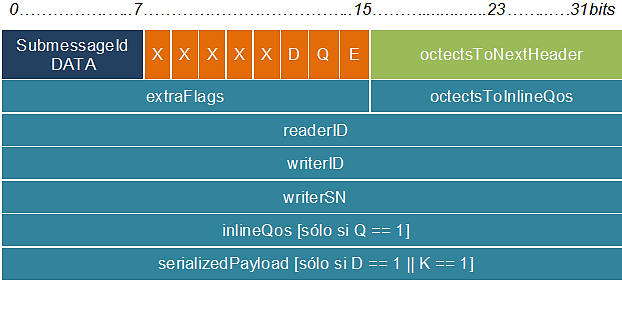 0……………….…7……………………………………..15………………..…23…………31bits
SubmessageId
DATA
X X X X X D Q E
octectsToNextHeader
extraFlags
octectsToInlineQos
readerID
writerID
writerSN
inlineQos [sólo si Q == 1]
serializedPayload [sólo si D == 1 || K == 1]